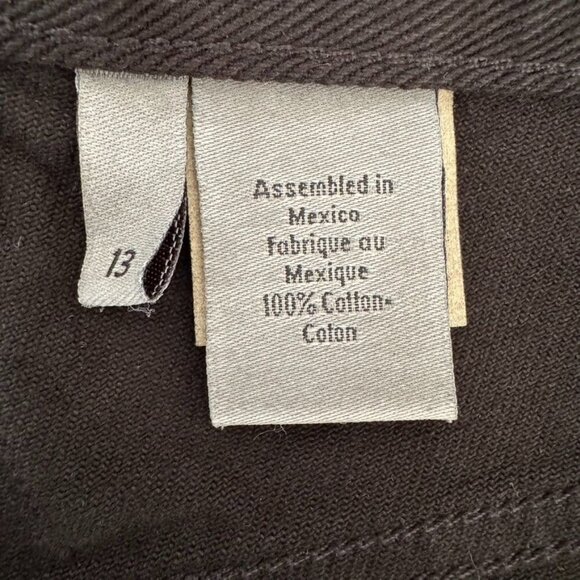 13
Assembled in
Mexico
Fabrique au
Mexique
100% Cotton-
Coton